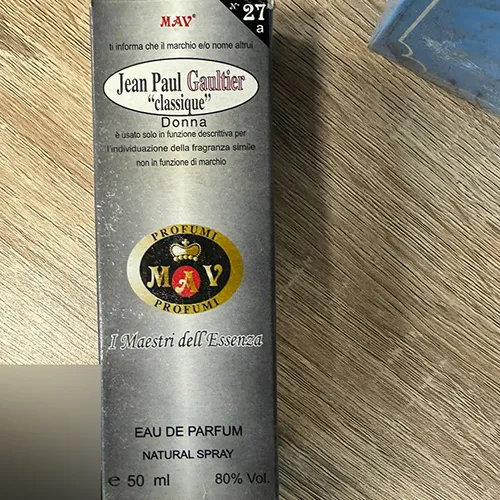 MAV®
N° 27
a
ti informa che il marchio e/o nome altrui
Jean Paul Gaultier
"classique"
Donna
è usato solo in funzione descrittiva per
l'individuazione della fragranza simile
non in funzione di marchio
PROFUMI
MAV
PROFUMI
I Maestri dell'Essenza
EAU DE PARFUM
NATURAL SPRAY
e 50 ml 80% Vol.